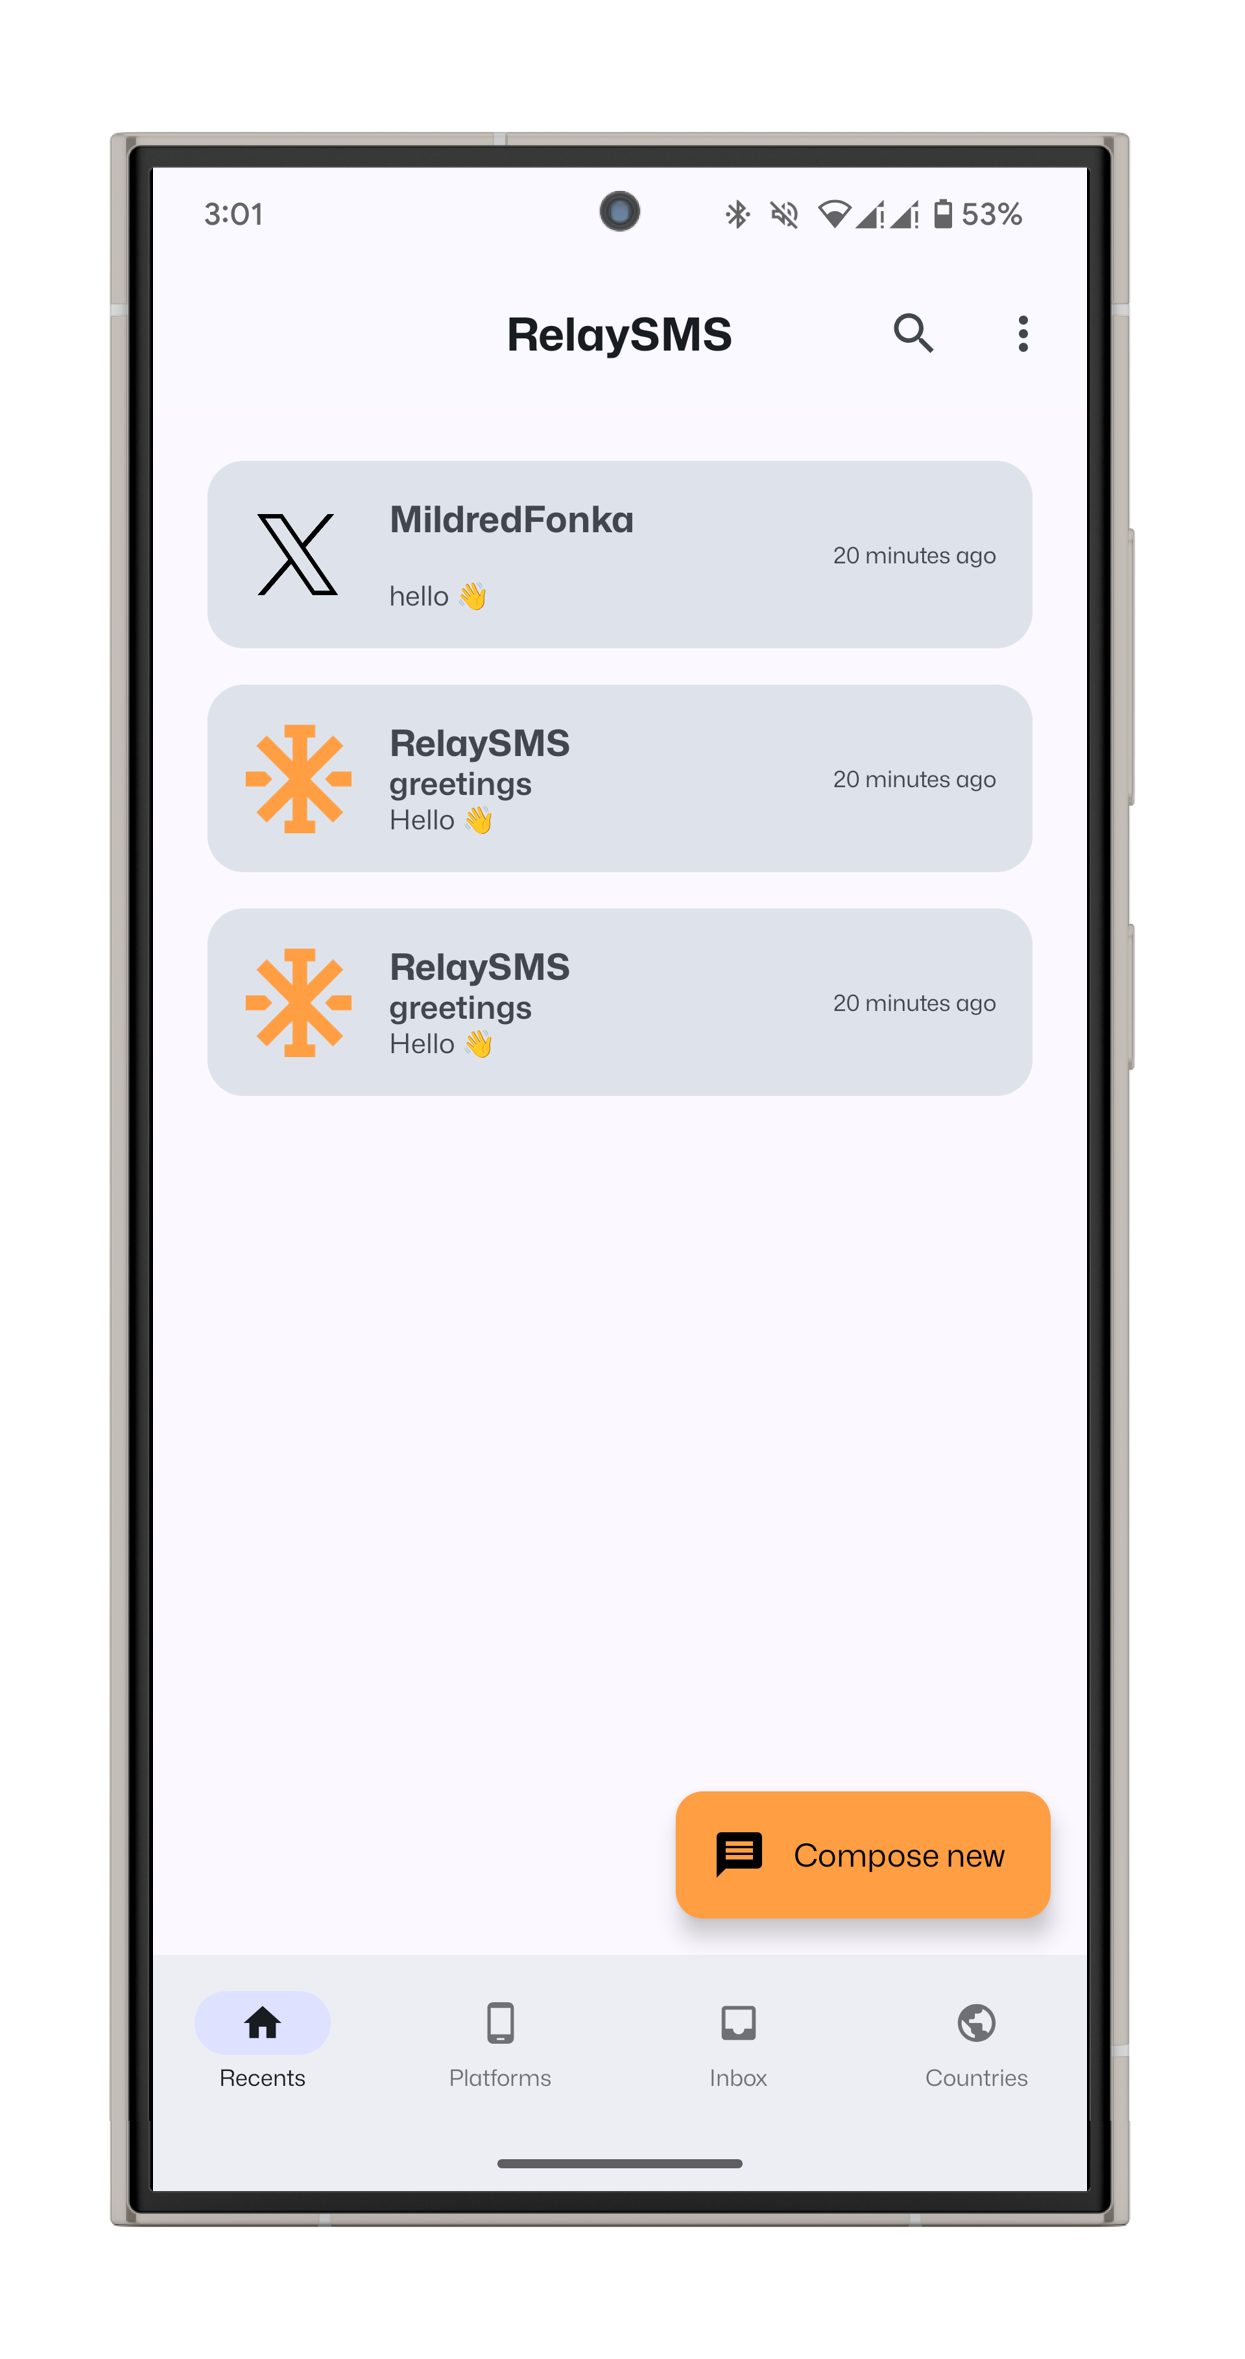 3:01
53%
RelaySMS
MildredFonka
20 minutes ago
hello 👋
RelaySMS
greetings
20 minutes ago
Hello 👋
RelaySMS
greetings
20 minutes ago
Hello 👋
Compose new
Recents
Platforms
Inbox
Countries